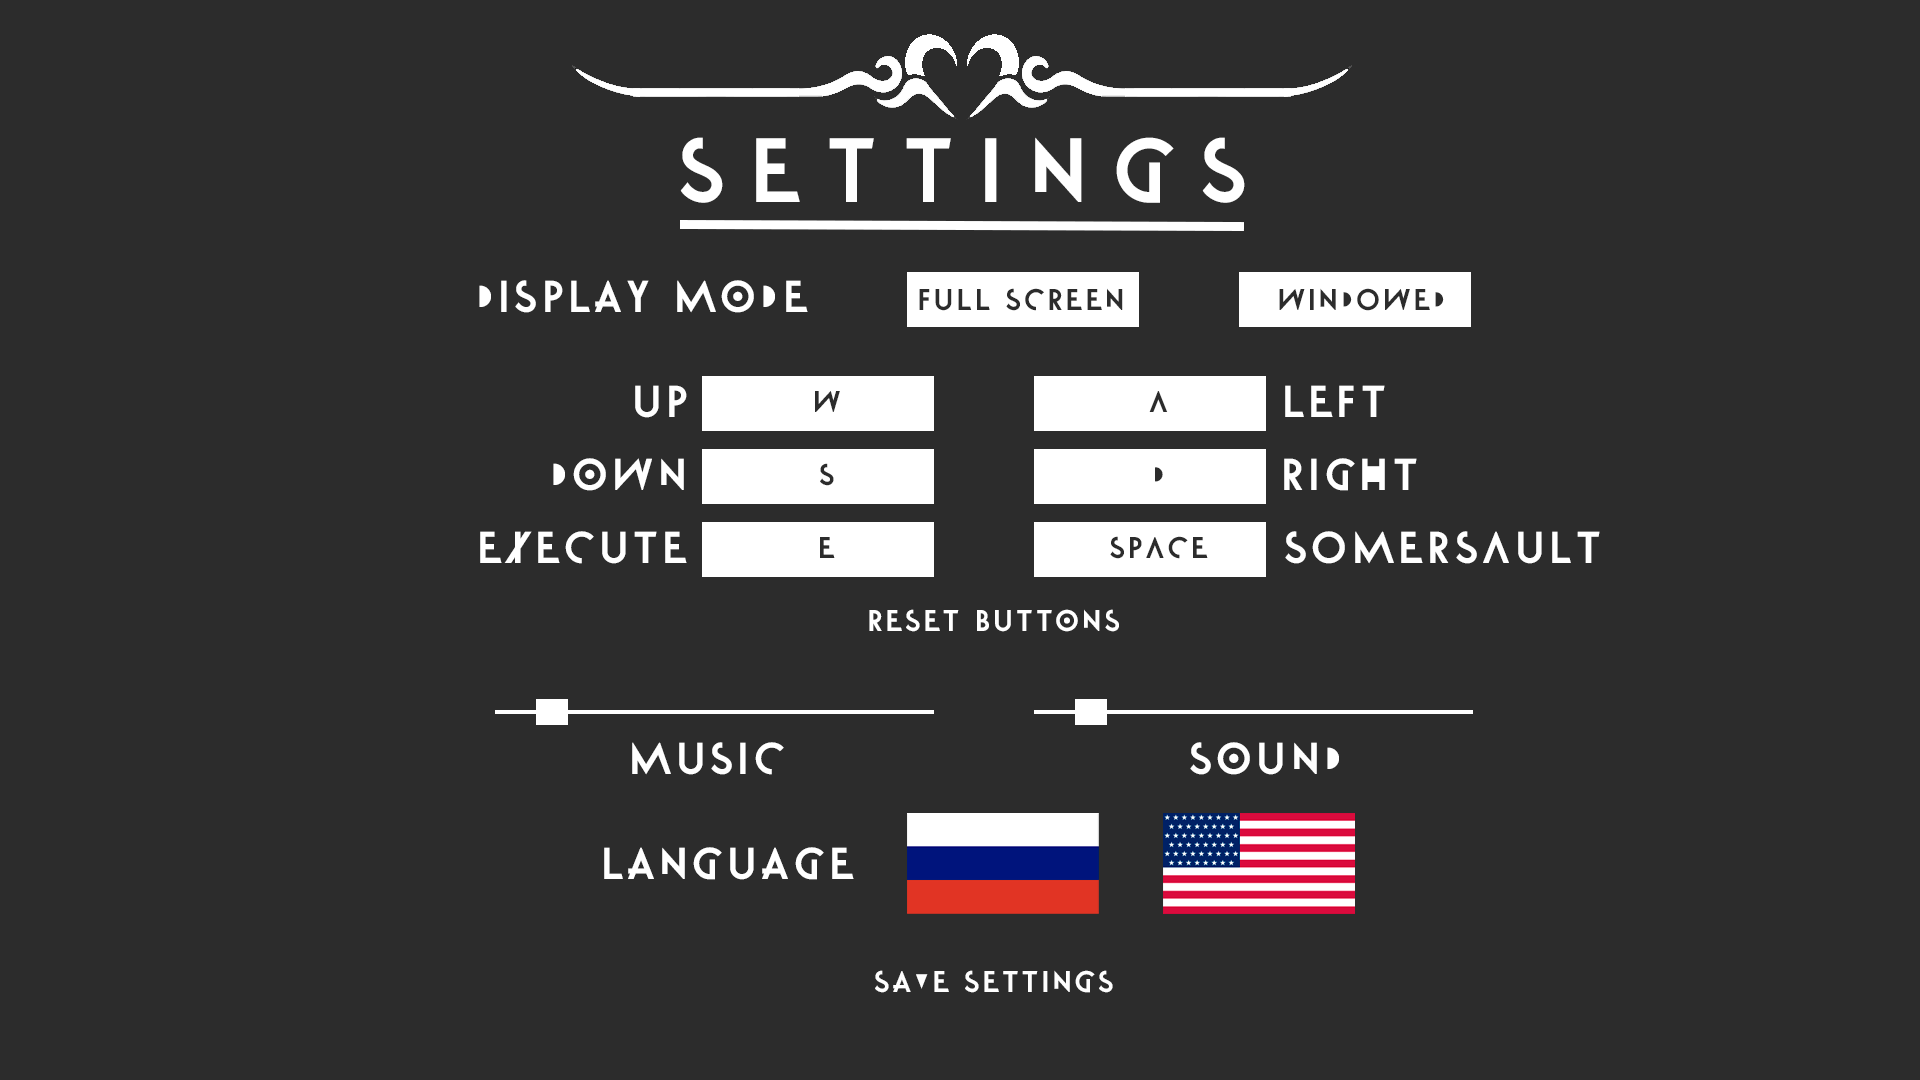 SETTINGS
DISPLAY MODE FULL SCREEN WINDOWED
UP W A LEFT
DOWN S D RIGHT
EXECUTE E SPACE SOMERSAULT
RESET BUTTONS
MUSIC SOUND
LANGUAGE
SAVE SETTINGS